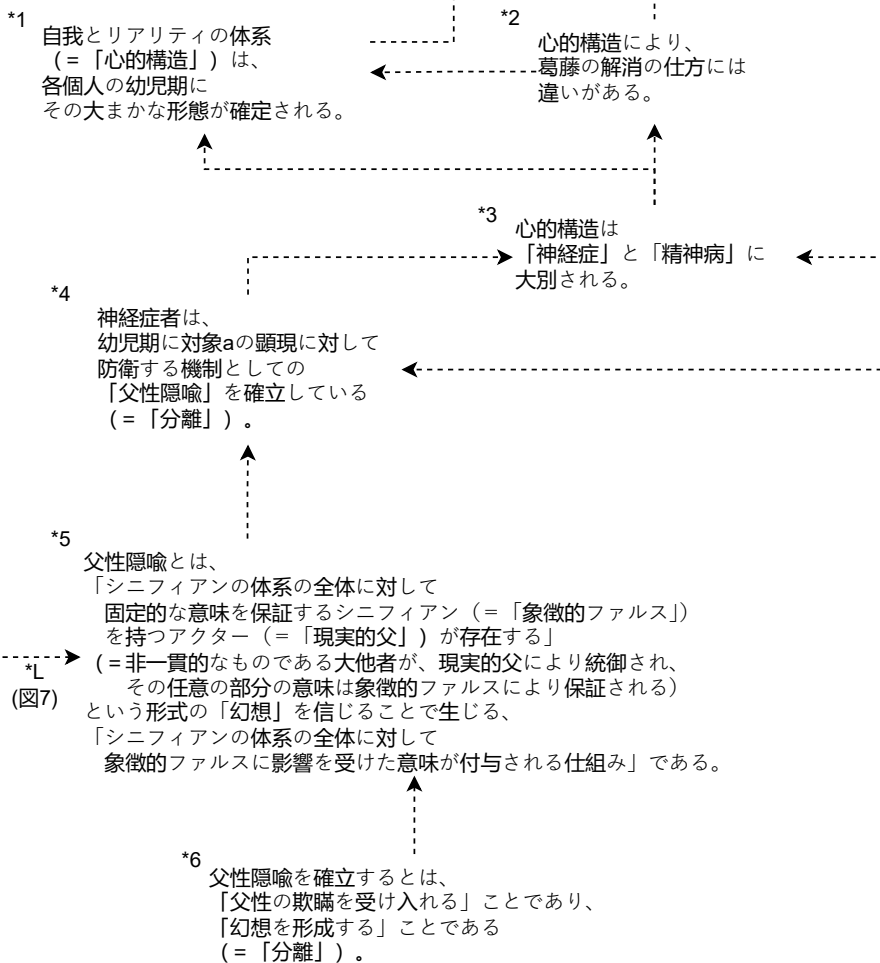 *1
自我とリアリティの体系
(=「心的構造」) は、
各個人の幼児期に
その大まかな形態が確定される。
*2
心的構造により、
葛藤の解消の仕方には
違いがある。
*3
心的構造は
「神経症」と「精神病」に
大別される。
*4
神経症者は、
幼児期に対象aの顕現に対して
防衛する機制としての
「父性隠喩」を確立している
(=「分離」) 。
*5
父性隠喩とは、
「シニフィアンの体系の全体に対して
固定的な意味を保証するシニフィアン(=「象徴的ファルス」)
を持つアクター(=「現実的父」) が存在する」
(=非一貫的なものである大他者が、現実的父により統御され、
その任意の部分の意味は象徴的ファルスにより保証される)
という形式の「幻想」を信じることで生じる、
「シニフィアンの体系の全体に対して
象徴的ファルスに影響を受けた意味が付与される仕組み」である。
*L
(図7)
*6
父性隠喩を確立するとは、
「父性の欺瞞を受け入れる」ことであり、
「幻想を形成する」ことである
(=「分離」) 。